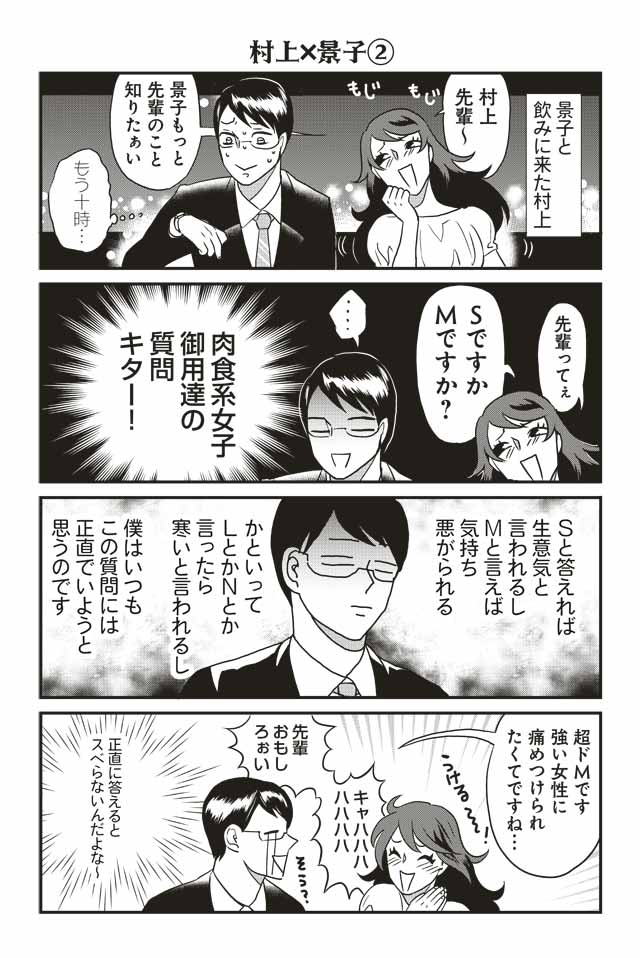 村上×景子②
景子と
飲みに来た村上
村上
先輩～
もじ
もじ
景子もっと
先輩のこと
知りたぁい
もう十時…
先輩ってぇ
Sですか
Mですか？
…
肉食系女子
御用達の
質問
キター！
Sと答えれば
生意気と
言われるし
Mと言えば
気持ち
悪がられる
かといって
LとかNとか
言ったら
寒いと言われるし
僕はいつも
この質問には
正直でいようと
思うのです
超ドMです
強い女性に
痛めつけられ
たくてですね…
うける～～！
キャハハハ
ハハハハ
先輩
おもし
ろぉい
そう？
正直に答えると
スベらないんだよな～